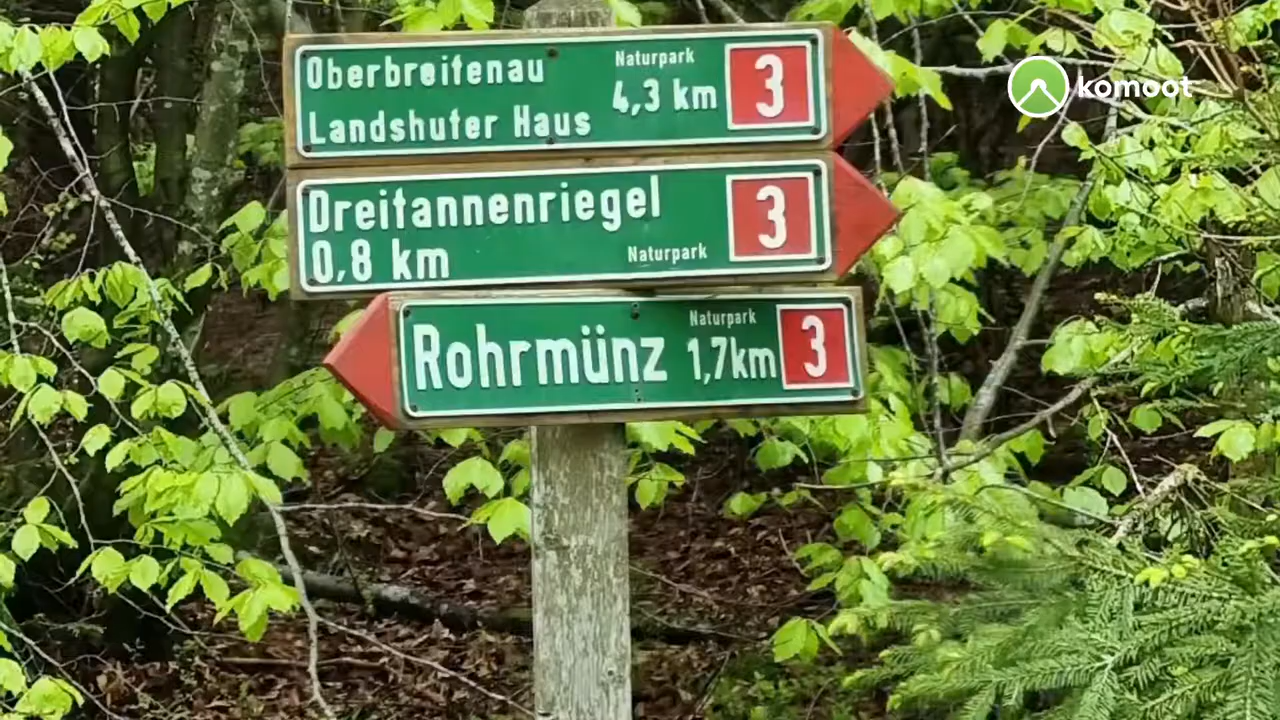 Oberbreitenau Naturpark 3
Landshuter Haus 4,3 km
Dreitannenriegel 3
0,8 km Naturpark
Rohrmünz Naturpark 1,7km 3
komoot